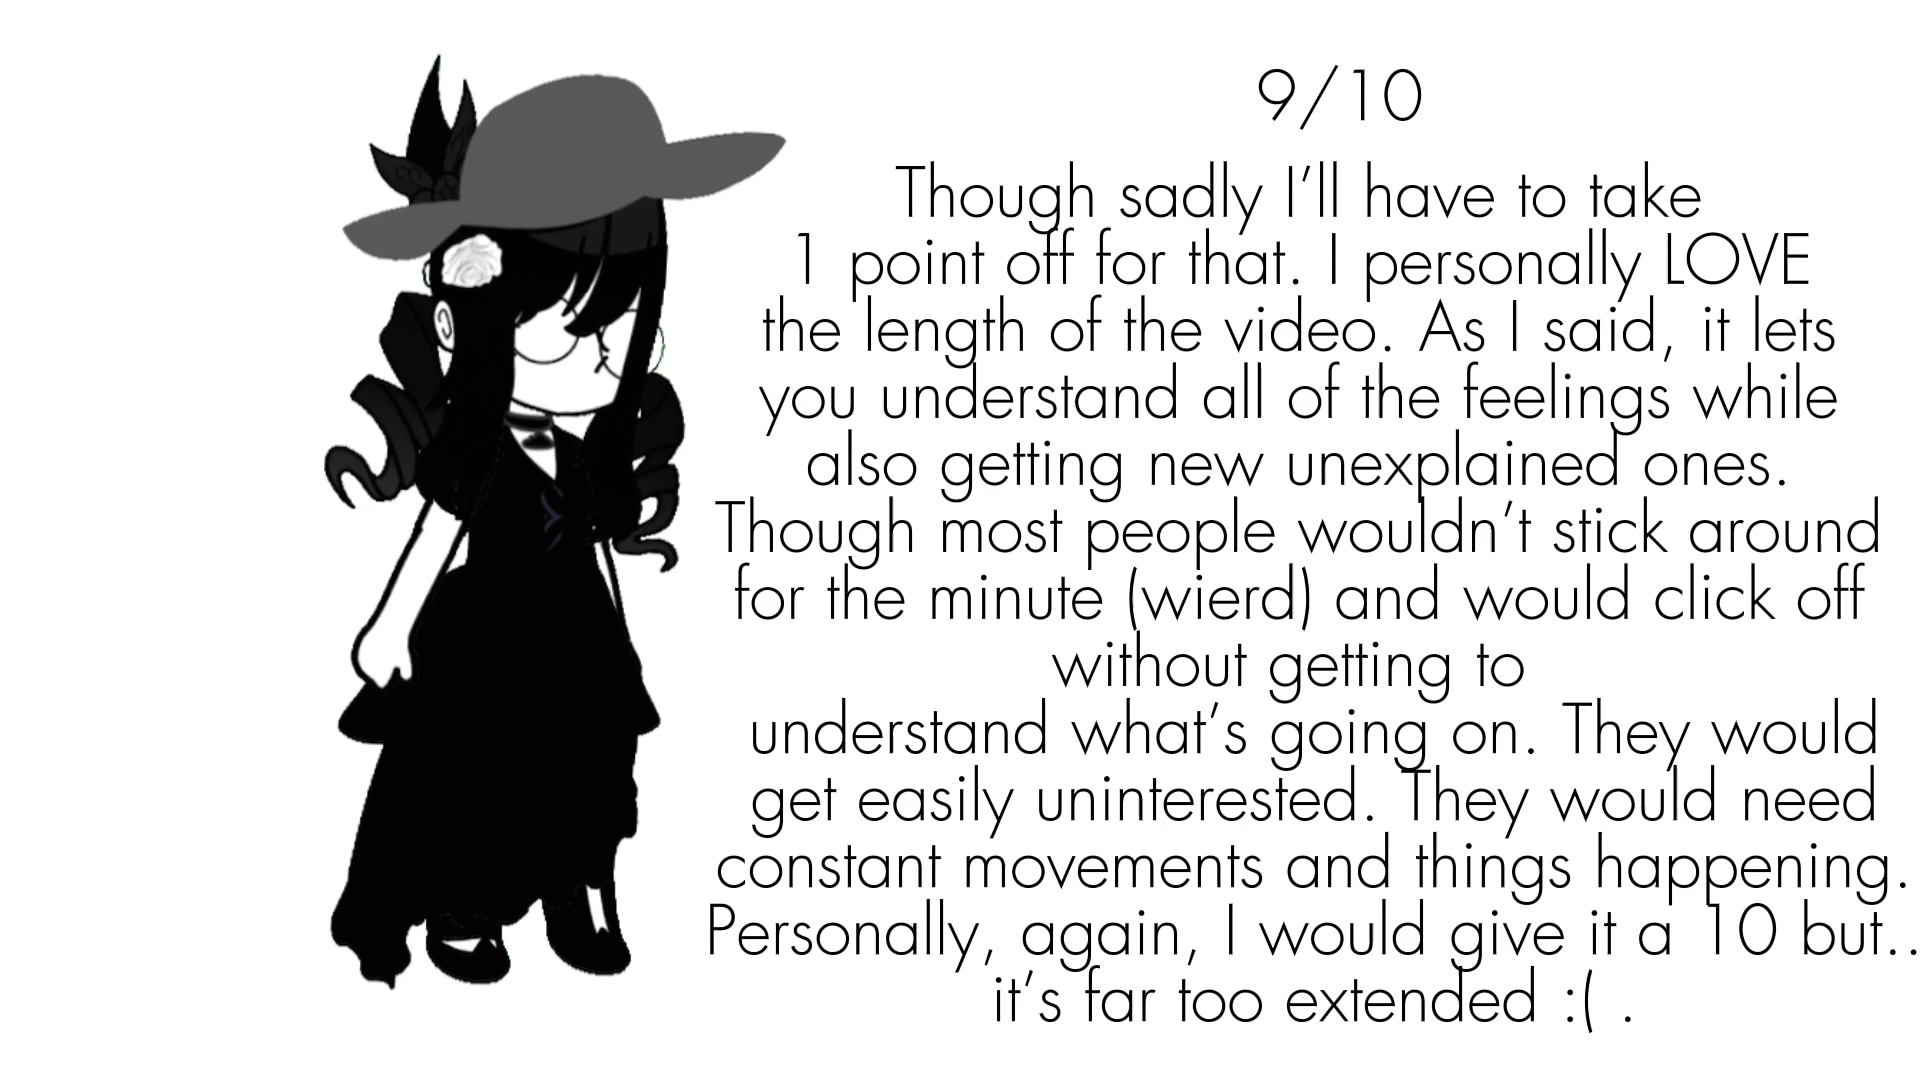 9/10
Though sadly I'll have to take
1 point off for that. I personally LOVE
the length of the video. As I said, it lets
you understand all of the feelings while
also getting new unexplained ones.
Though most people wouldn't stick around
for the minute (wierd) and would click off
without getting to
understand what's going on. They would
get easily uninterested. They would need
constant movements and things happening.
Personally, again, I would give it a 10 but..
it's far too extended :( .